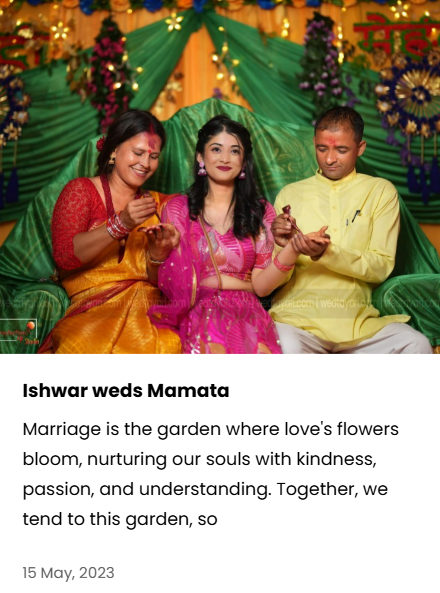 Ishwar weds Mamata
Marriage is the garden where love's flowers
bloom, nurturing our souls with kindness,
passion, and understanding. Together, we
tend to this garden, so
15 May, 2023